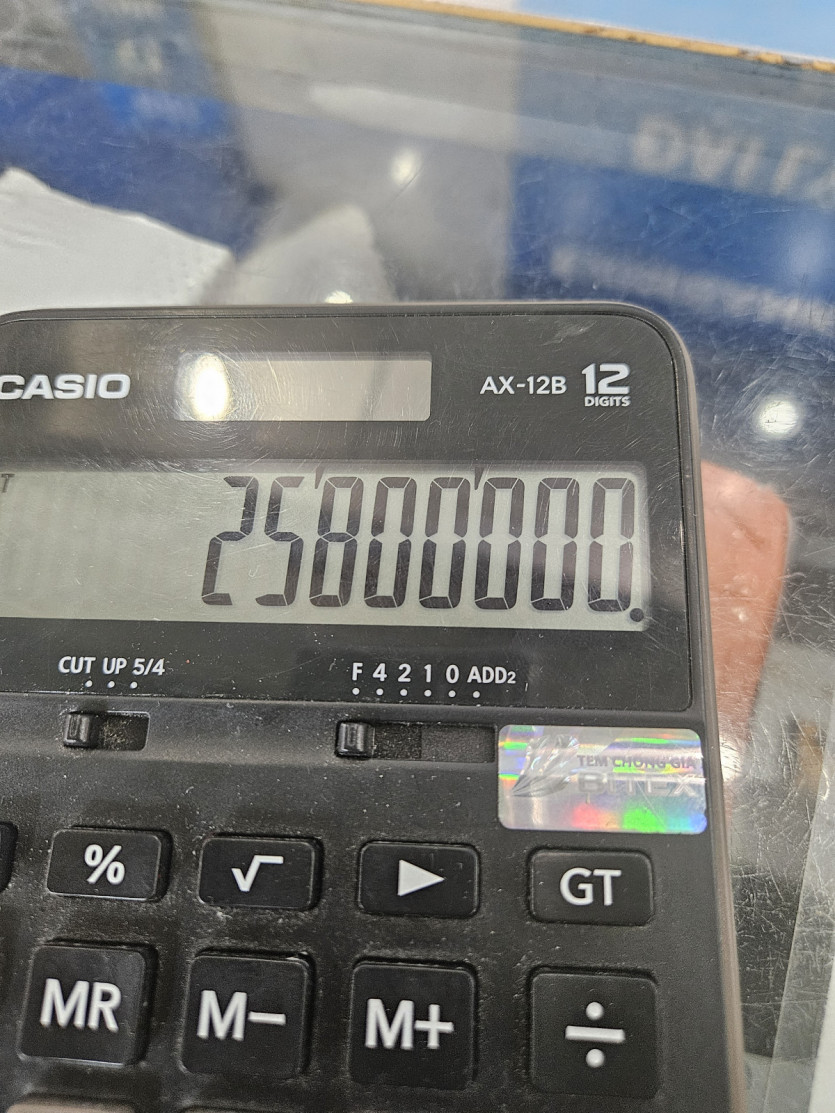 CASIO
AX-12B 12
DIGITS
25'800'000.
CUT UP 5/4
F 4 2 1 0 ADD2
TEM CHỐNG GIẢ
BITEX
% √ ▶ GT
MR M− M+ ÷